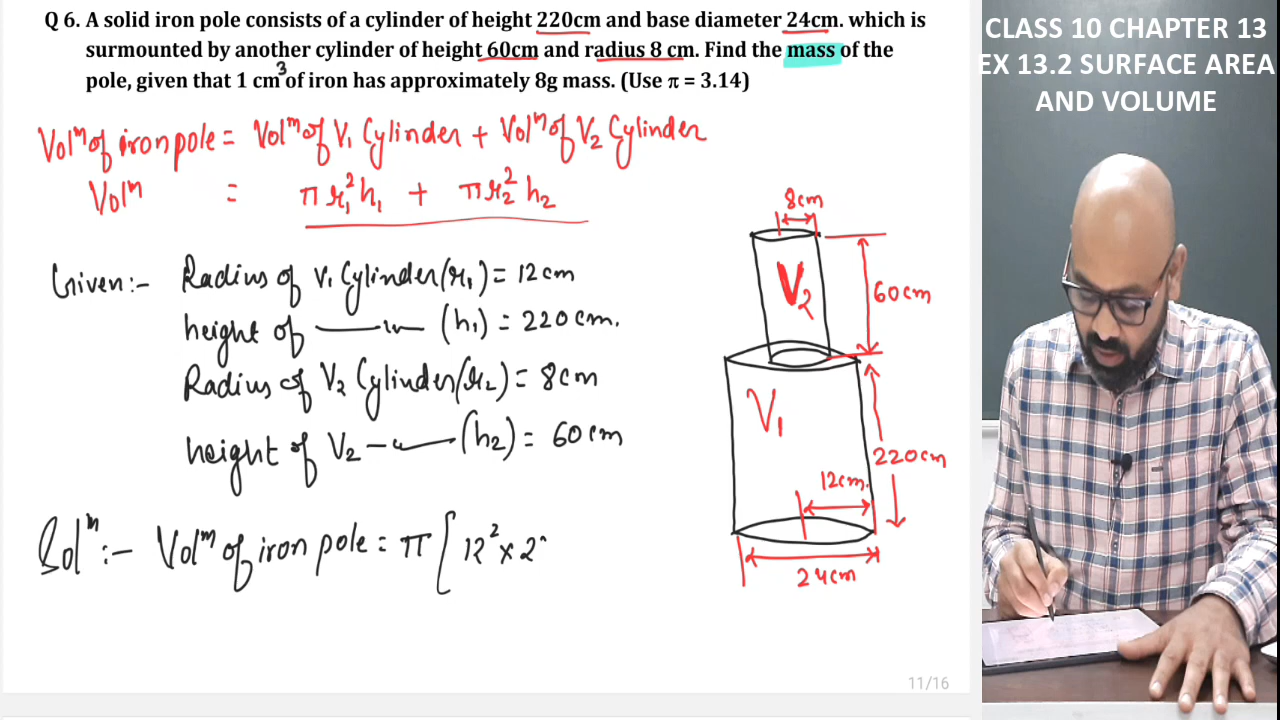 Q 6. A solid iron pole consists of a cylinder of height 220cm and base diameter 24cm. which is
surmounted by another cylinder of height 60cm and radius 8 cm. Find the mass of the
pole, given that 1 cm³ of iron has approximately 8g mass. (Use π = 3.14)
Volᵐ of iron pole = Volᵐ of V₁ Cylinder + Volᵐ of V₂ Cylinder
Volᵐ = πr₁²h₁ + πr₂²h₂
Given:- Radius of V₁ Cylinder(r₁) = 12cm
height of (h₁) = 220cm.
Radius of V₂ Cylinder(r₂) = 8cm
height of V₂ (h₂) = 60cm
Solⁿ:- Volᵐ of iron pole = π[12² × 2
8cm
V₂
60cm
V₁
220cm
12cm.
24cm
11/16
CLASS 10 CHAPTER 13
EX 13.2 SURFACE AREA
AND VOLUME